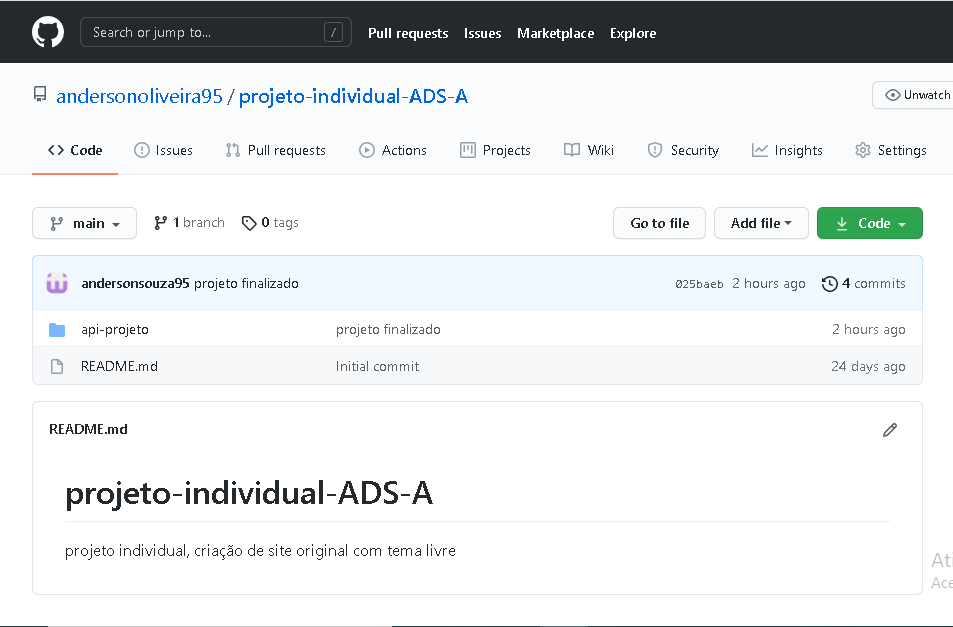 Search or jump to... / Pull requests Issues Marketplace Explore
andersonoliveira95 / projeto-individual-ADS-A Unwatch
Code Issues Pull requests Actions Projects Wiki Security Insights Settings
main 1 branch 0 tags Go to file Add file Code
andersonsouza95 projeto finalizado 025baeb 2 hours ago 4 commits
api-projeto projeto finalizado 2 hours ago
README.md Initial commit 24 days ago
README.md
projeto-individual-ADS-A
projeto individual, criação de site original com tema livre